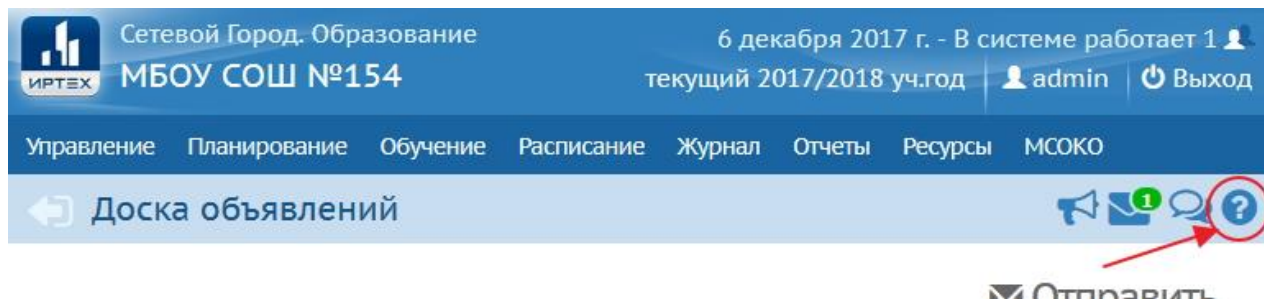 Сетевой Город. Образование
6 декабря 2017 г. - В системе работает 1
ИРТЕХ
МБОУ СОШ №154
текущий 2017/2018 уч.год
admin
Выход
Управление Планирование Обучение Расписание Журнал Отчеты Ресурсы МСОКО
Доска объявлений
1
?
Отправить